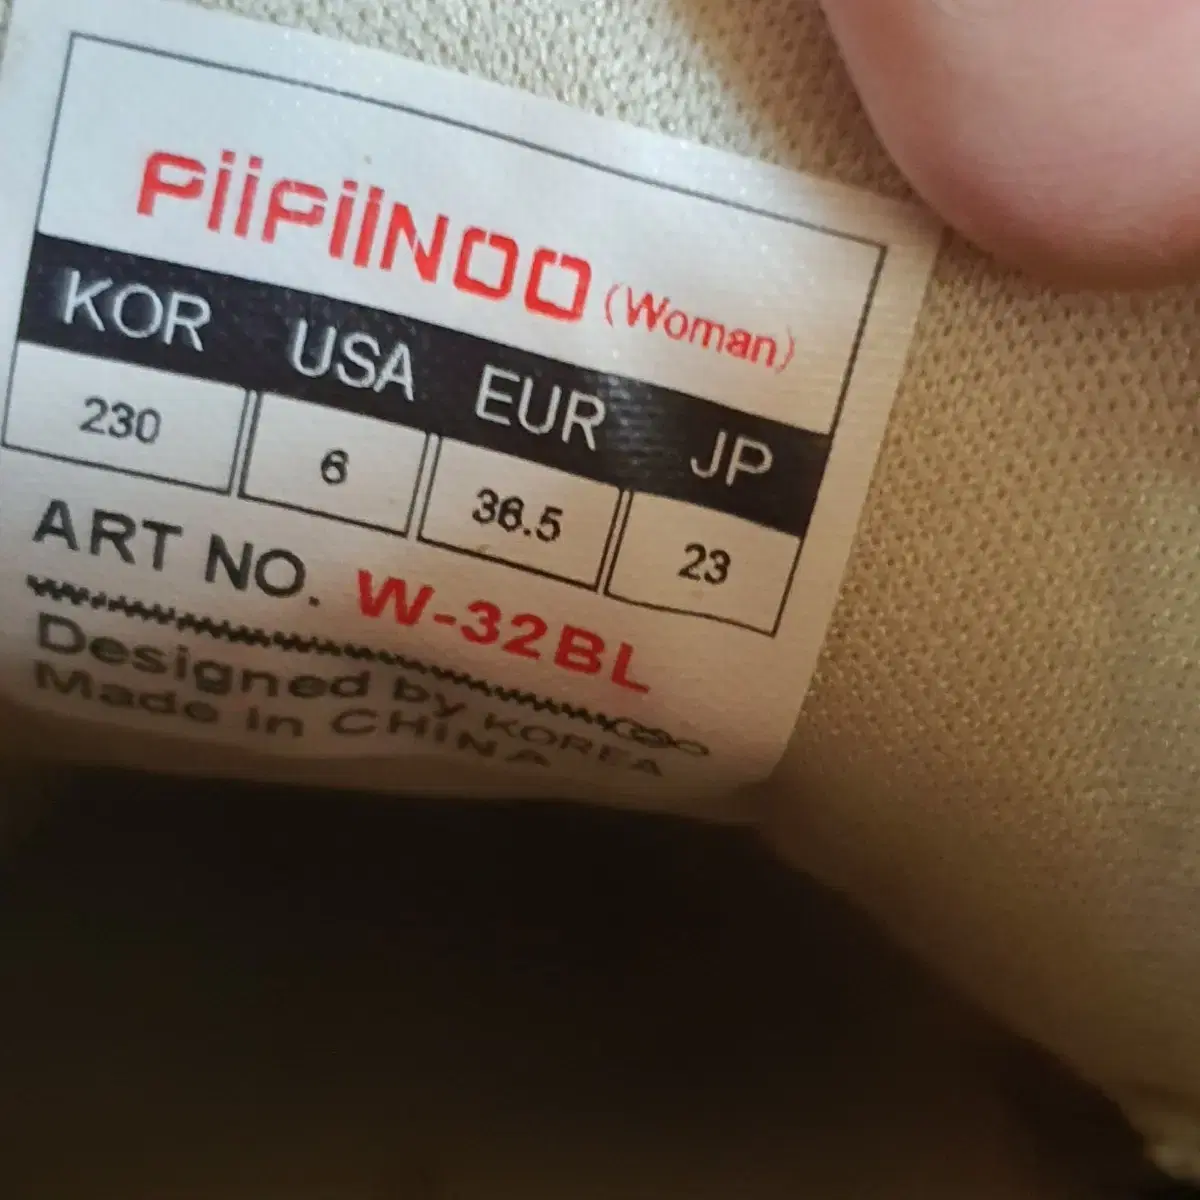 PiiPiiNOO (Woman)
KOR USA EUR JP
230 6 36.5 23
ART NO. W-32BL
Designed by KOREA
Made in CHINA